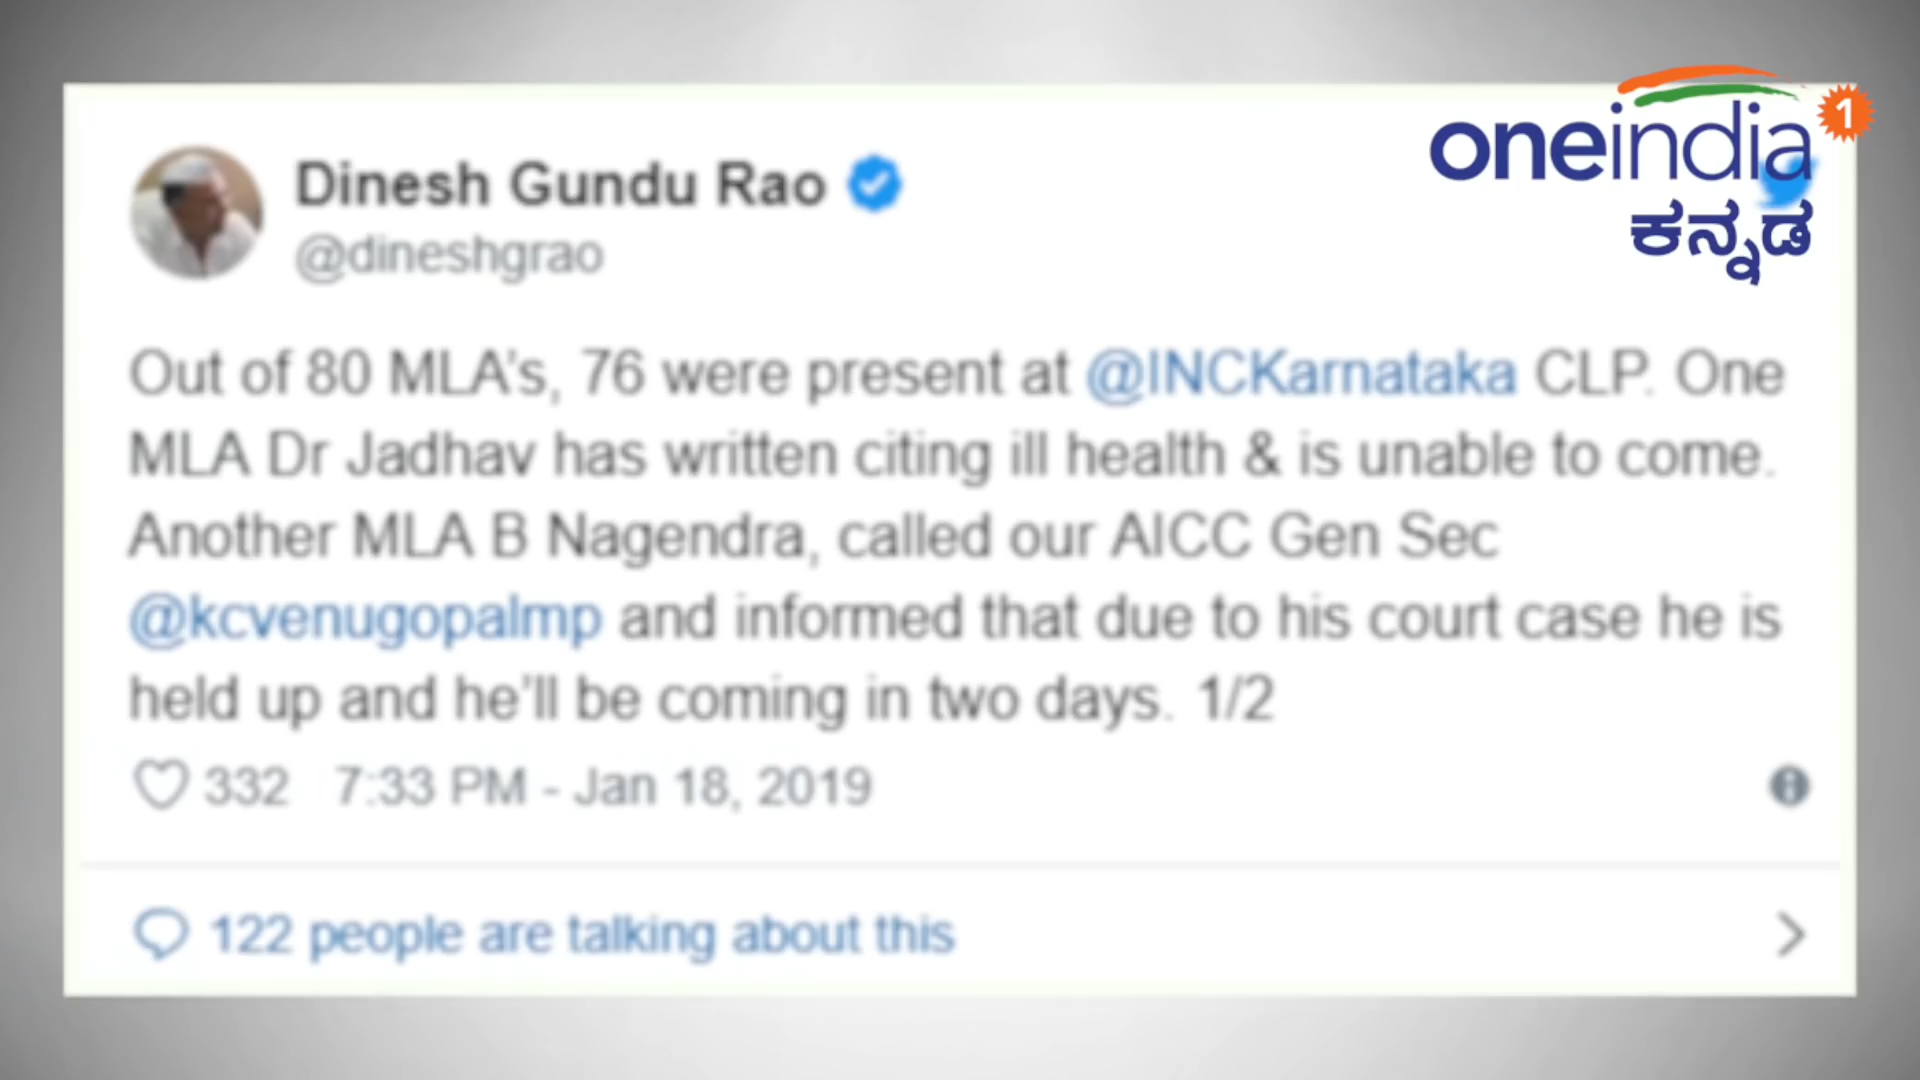 oneindia 1
ಕನ್ನಡ
Dinesh Gundu Rao
@dineshgrao
Out of 80 MLA's, 76 were present at @INCKarnataka CLP. One
MLA Dr Jadhav has written citing ill health & is unable to come.
Another MLA B Nagendra, called our AICC Gen Sec
@kcvenugopalmp and informed that due to his court case he is
held up and he'll be coming in two days. 1/2
332 7:33 PM - Jan 18, 2019
122 people are talking about this